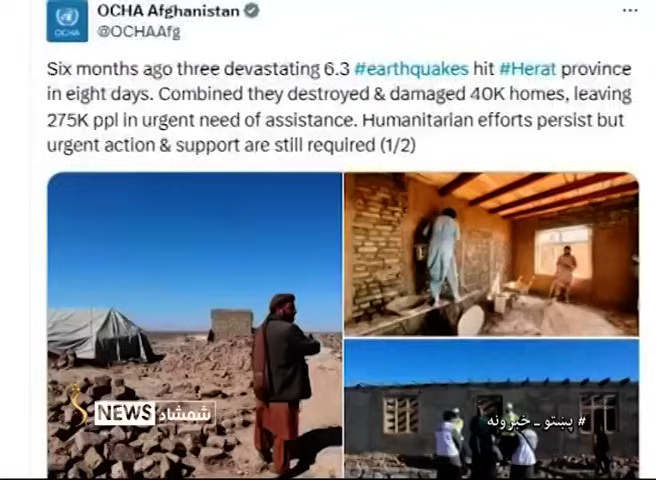 OCHA Afghanistan
@OCHAAfg
Six months ago three devastating 6.3 #earthquakes hit #Herat province
in eight days. Combined they destroyed & damaged 40K homes, leaving
275K ppl in urgent need of assistance. Humanitarian efforts persist but
urgent action & support are still required (1/2)
OCHA
NEWS شمشاد
# پښتو ـ خبرونه